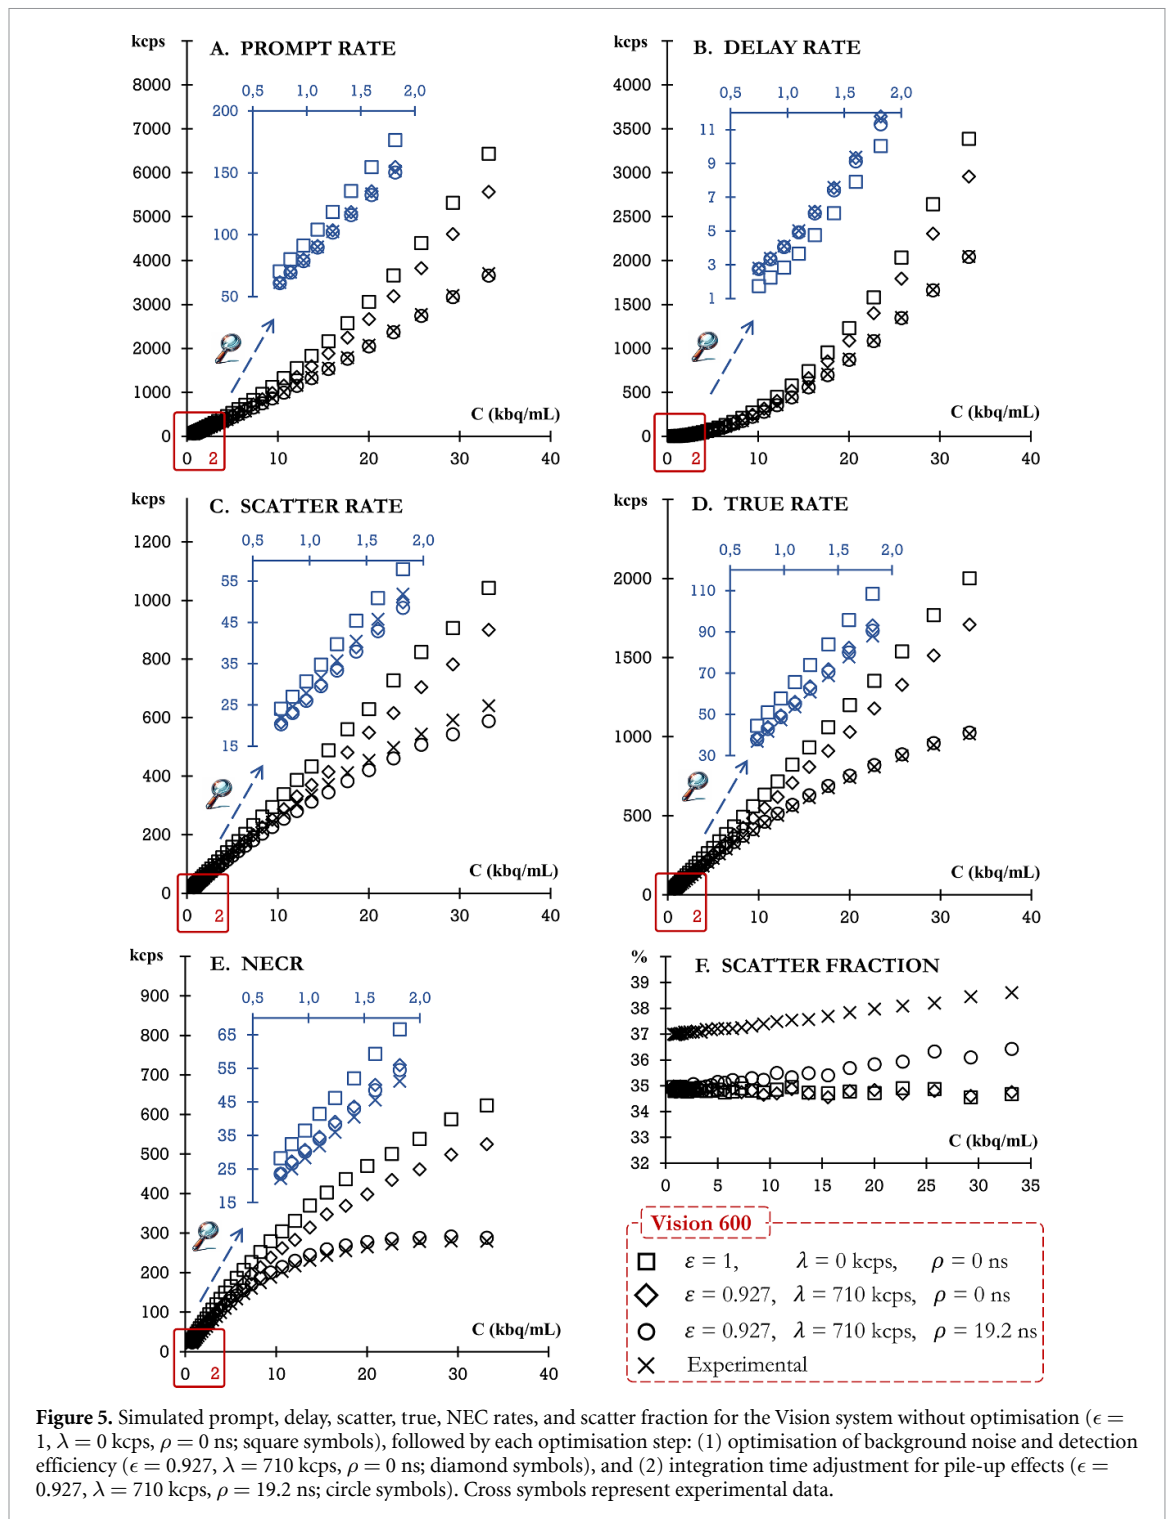 kcps
A. PROMPT RATE
0,5 1,0 1,5 2,0
200
150
100
50
8000
7000
6000
5000
4000
3000
2000
1000
0
C (kbq/mL)
0 2 10 20 30 40
kcps
B. DELAY RATE
0,5 1,0 1,5 2,0
11
9
7
5
3
1
4000
3500
3000
2500
2000
1500
1000
500
0
C (kbq/mL)
0 2 10 20 30 40
kcps
C. SCATTER RATE
0,5 1,0 1,5 2,0
55
45
35
25
15
1200
1000
800
600
400
200
0
C (kbq/mL)
0 2 10 20 30 40
kcps
D. TRUE RATE
0,5 1,0 1,5 2,0
110
90
70
50
30
2000
1500
1000
500
0
C (kbq/mL)
0 2 10 20 30 40
kcps
E. NECR
0,5 1,0 1,5 2,0
65
55
45
35
25
15
900
800
700
600
500
400
300
200
100
0
C (kbq/mL)
0 2 10 20 30 40
%
F. SCATTER FRACTION
39
38
37
36
35
34
33
32
C (kbq/mL)
0 5 10 15 20 25 30 35
Vision 600
ε = 1, λ = 0 kcps, ρ = 0 ns
ε = 0.927, λ = 710 kcps, ρ = 0 ns
ε = 0.927, λ = 710 kcps, ρ = 19.2 ns
Experimental
Figure 5. Simulated prompt, delay, scatter, true, NEC rates, and scatter fraction for the Vision system without optimisation (ϵ =
1, λ = 0 kcps, ρ = 0 ns; square symbols), followed by each optimisation step: (1) optimisation of background noise and detection
efficiency (ϵ = 0.927, λ = 710 kcps, ρ = 0 ns; diamond symbols), and (2) integration time adjustment for pile-up effects (ϵ =
0.927, λ = 710 kcps, ρ = 19.2 ns; circle symbols). Cross symbols represent experimental data.